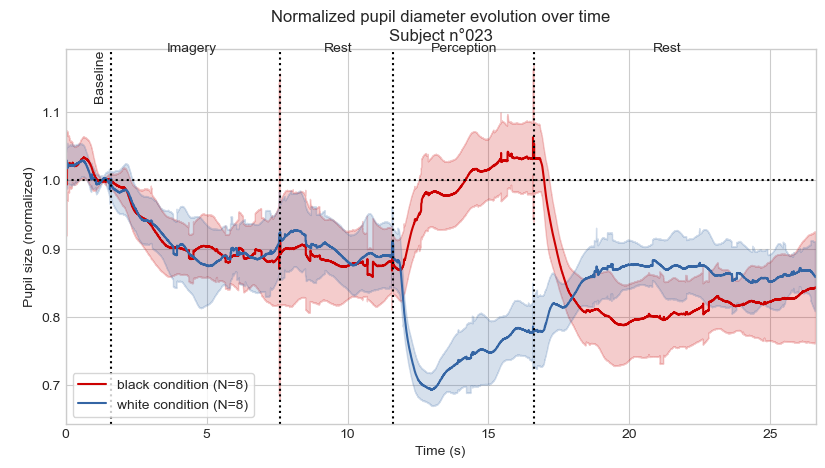 Normalized pupil diameter evolution over time
Subject n°023
Imagery
Rest
Perception
Rest
Baseline
Pupil size (normalized)
1.1
1.0
0.9
0.8
0.7
black condition (N=8)
white condition (N=8)
0
5
10
15
20
25
Time (s)